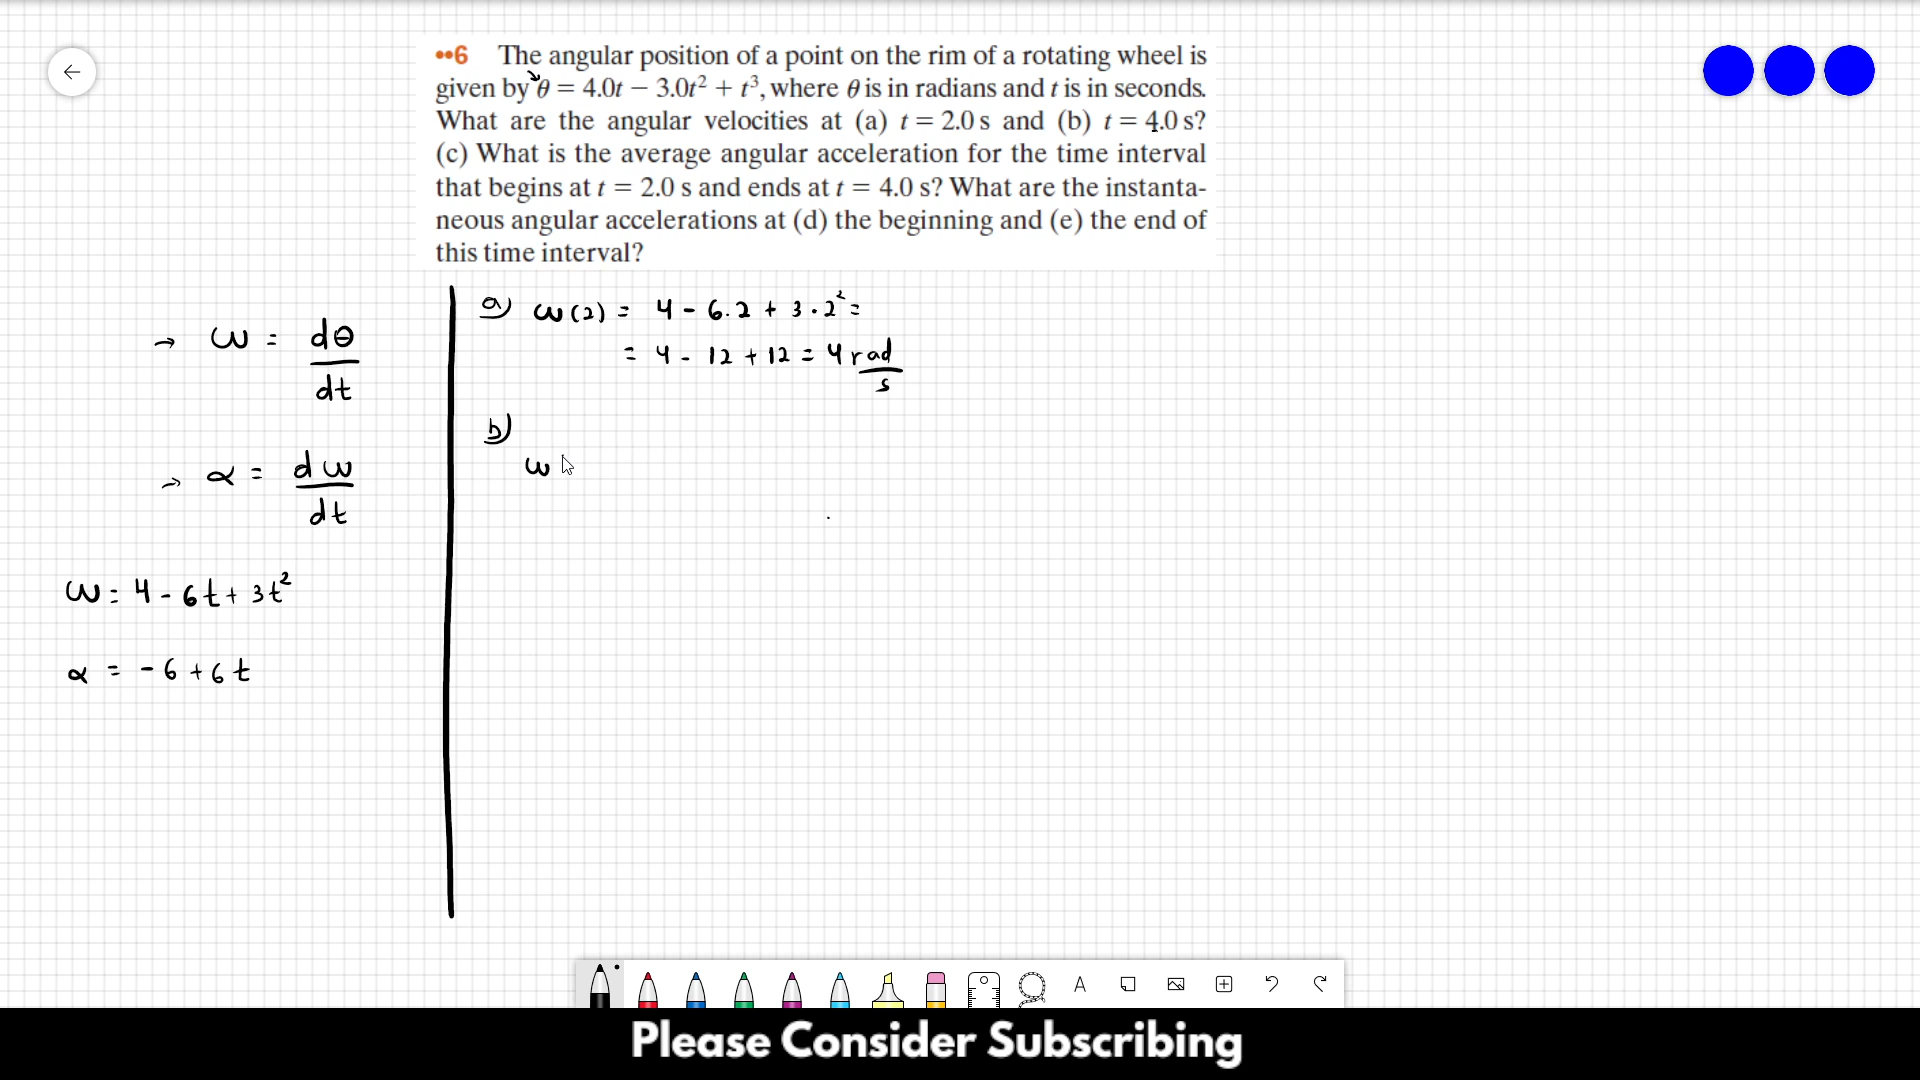 ••6 The angular position of a point on the rim of a rotating wheel is
given by θ = 4.0t − 3.0t² + t³, where θ is in radians and t is in seconds.
What are the angular velocities at (a) t = 2.0 s and (b) t = 4.0 s?
(c) What is the average angular acceleration for the time interval
that begins at t = 2.0 s and ends at t = 4.0 s? What are the instanta-
neous angular accelerations at (d) the beginning and (e) the end of
this time interval?
→ ω = dθ/dt
→ α = dω/dt
ω = 4 - 6t + 3t²
α = -6 + 6t
a) ω(2) = 4 - 6.2 + 3.2² =
= 4 - 12 + 12 = 4 rad/s
b)
ω
A
Please Consider Subscribing